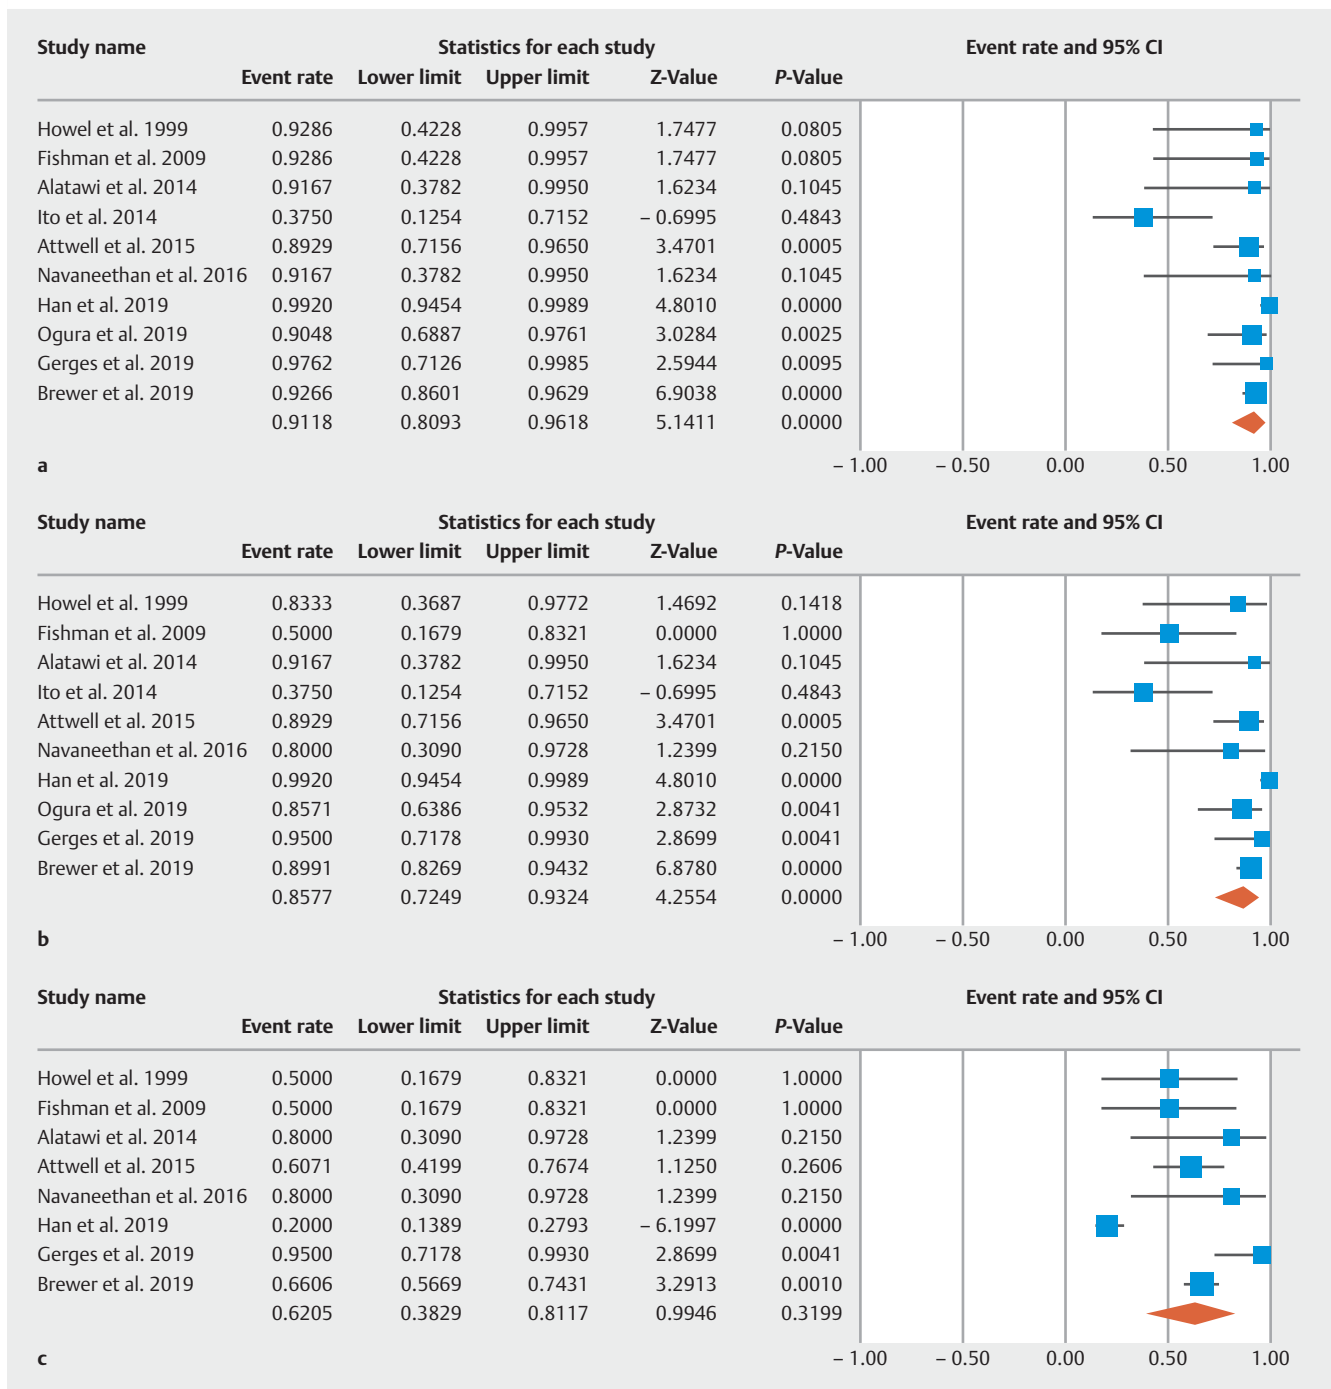 Study name Statistics for each study Event rate and 95% CI
Event rate Lower limit Upper limit Z-Value P-Value
Howel et al. 1999 0.9286 0.4228 0.9957 1.7477 0.0805
Fishman et al. 2009 0.9286 0.4228 0.9957 1.7477 0.0805
Alatawi et al. 2014 0.9167 0.3782 0.9950 1.6234 0.1045
Ito et al. 2014 0.3750 0.1254 0.7152 – 0.6995 0.4843
Attwell et al. 2015 0.8929 0.7156 0.9650 3.4701 0.0005
Navaneethan et al. 2016 0.9167 0.3782 0.9950 1.6234 0.1045
Han et al. 2019 0.9920 0.9454 0.9989 4.8010 0.0000
Ogura et al. 2019 0.9048 0.6887 0.9761 3.0284 0.0025
Gerges et al. 2019 0.9762 0.7126 0.9985 2.5944 0.0095
Brewer et al. 2019 0.9266 0.8601 0.9629 6.9038 0.0000
0.9118 0.8093 0.9618 5.1411 0.0000
a – 1.00 – 0.50 0.00 0.50 1.00
Study name Statistics for each study Event rate and 95% CI
Event rate Lower limit Upper limit Z-Value P-Value
Howel et al. 1999 0.8333 0.3687 0.9772 1.4692 0.1418
Fishman et al. 2009 0.5000 0.1679 0.8321 0.0000 1.0000
Alatawi et al. 2014 0.9167 0.3782 0.9950 1.6234 0.1045
Ito et al. 2014 0.3750 0.1254 0.7152 – 0.6995 0.4843
Attwell et al. 2015 0.8929 0.7156 0.9650 3.4701 0.0005
Navaneethan et al. 2016 0.8000 0.3090 0.9728 1.2399 0.2150
Han et al. 2019 0.9920 0.9454 0.9989 4.8010 0.0000
Ogura et al. 2019 0.8571 0.6386 0.9532 2.8732 0.0041
Gerges et al. 2019 0.9500 0.7178 0.9930 2.8699 0.0041
Brewer et al. 2019 0.8991 0.8269 0.9432 6.8780 0.0000
0.8577 0.7249 0.9324 4.2554 0.0000
b – 1.00 – 0.50 0.00 0.50 1.00
Study name Statistics for each study Event rate and 95% CI
Event rate Lower limit Upper limit Z-Value P-Value
Howel et al. 1999 0.5000 0.1679 0.8321 0.0000 1.0000
Fishman et al. 2009 0.5000 0.1679 0.8321 0.0000 1.0000
Alatawi et al. 2014 0.8000 0.3090 0.9728 1.2399 0.2150
Attwell et al. 2015 0.6071 0.4199 0.7674 1.1250 0.2606
Navaneethan et al. 2016 0.8000 0.3090 0.9728 1.2399 0.2150
Han et al. 2019 0.2000 0.1389 0.2793 – 6.1997 0.0000
Gerges et al. 2019 0.9500 0.7178 0.9930 2.8699 0.0041
Brewer et al. 2019 0.6606 0.5669 0.7431 3.2913 0.0010
0.6205 0.3829 0.8117 0.9946 0.3199
c – 1.00 – 0.50 0.00 0.50 1.00